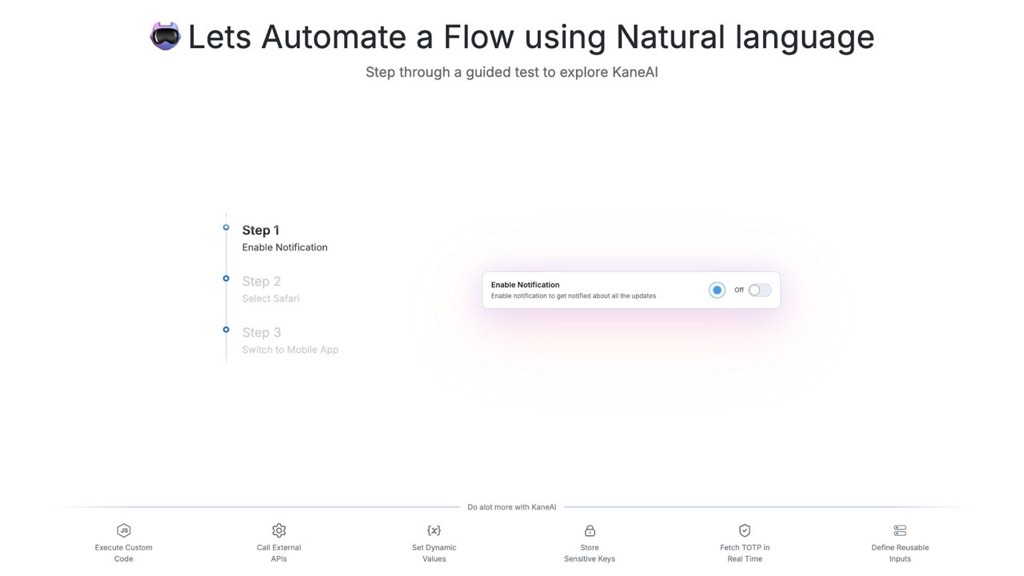 Lets Automate a Flow using Natural language
Step through a guided test to explore KaneAI
Step 1
Enable Notification
Step 2
Select Safari
Step 3
Switch to Mobile App
Enable Notification
Enable notification to get notified about all the updates
Off
Do alot more with KaneAI
JS
Execute Custom
Code
Call External
APIs
{x}
Set Dynamic
Values
Store
Sensitive Keys
Fetch TOTP in
Real Time
Define Reusable
Inputs